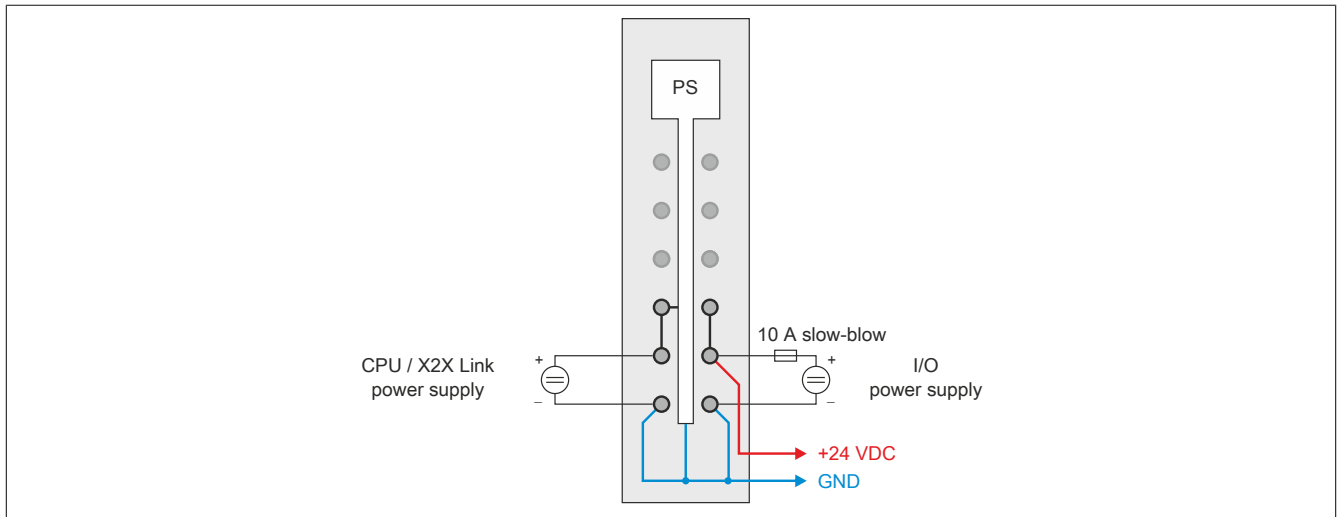 PS
10 A slow-blow
CPU / X2X Link
power supply
+
–
+
–
I/O
power supply
+24 VDC
GND